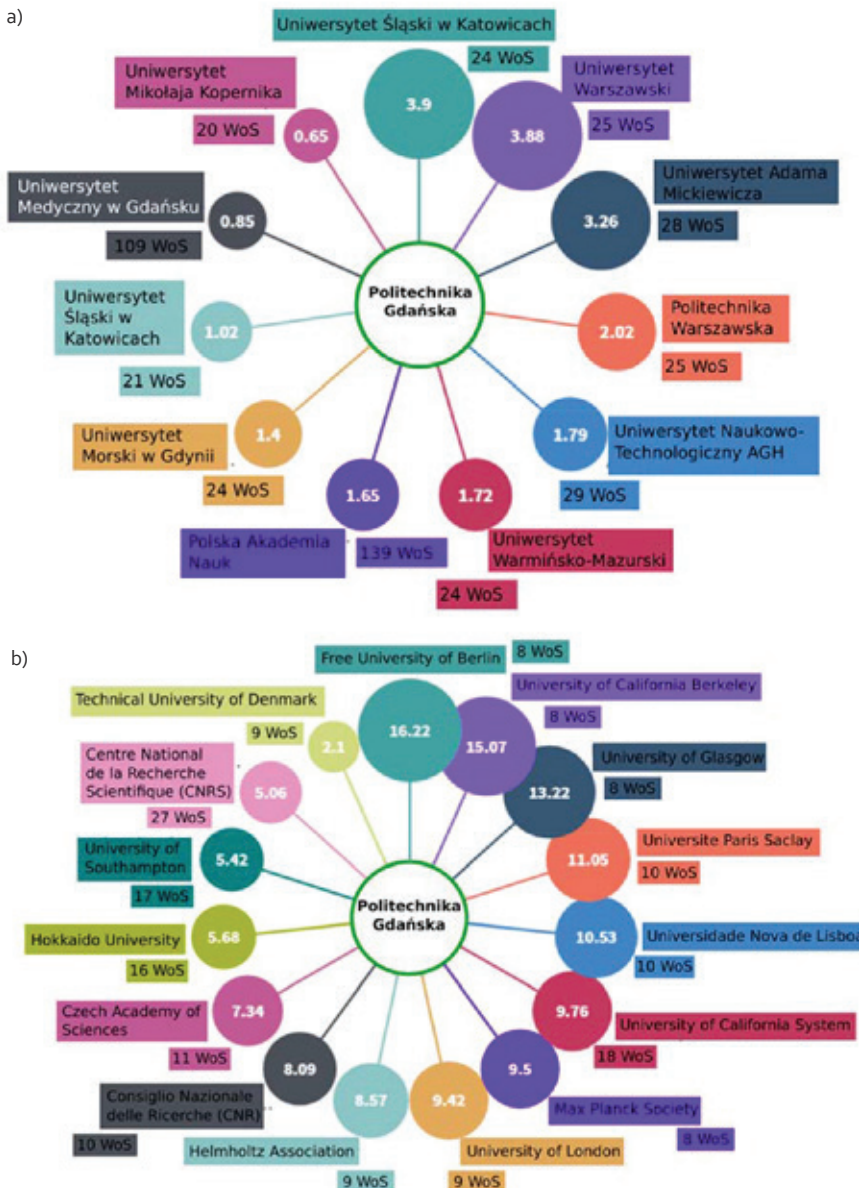 a)
Uniwersytet Śląski w Katowicach
24 WoS
3.9
Uniwersytet
Warszawski
25 WoS
3.88
Uniwersytet Adama
Mickiewicza
28 WoS
3.26
Politechnika
Warszawska
25 WoS
2.02
Uniwersytet Naukowo-
Technologiczny AGH
29 WoS
1.79
Uniwersytet
Warmińsko-Mazurski
24 WoS
1.72
Polska Akademia
Nauk
139 WoS
1.65
Uniwersytet
Morski w Gdynii
24 WoS
1.4
Uniwersytet
Śląski w
Katowicach
21 WoS
1.02
Uniwersytet
Medyczny w Gdańsku
109 WoS
0.85
Uniwersytet
Mikołaja Kopernika
20 WoS
0.65
Politechnika
Gdańska
b)
Free University of Berlin
8 WoS
16.22
University of California Berkeley
8 WoS
15.07
University of Glasgow
8 WoS
13.22
Universite Paris Saclay
10 WoS
11.05
Universidade Nova de Lisboa
10 WoS
10.53
University of California System
18 WoS
9.76
Max Planck Society
8 WoS
9.5
University of London
9 WoS
9.42
Helmholtz Association
9 WoS
8.57
Consiglio Nazionale
delle Ricerche (CNR)
10 WoS
8.09
Czech Academy of
Sciences
11 WoS
7.34
Hokkaido University
16 WoS
5.68
University of
Southampton
17 WoS
5.42
Centre National
de la Recherche
Scientifique (CNRS)
27 WoS
5.06
Technical University of Denmark
9 WoS
2.1
Politechnika
Gdańska